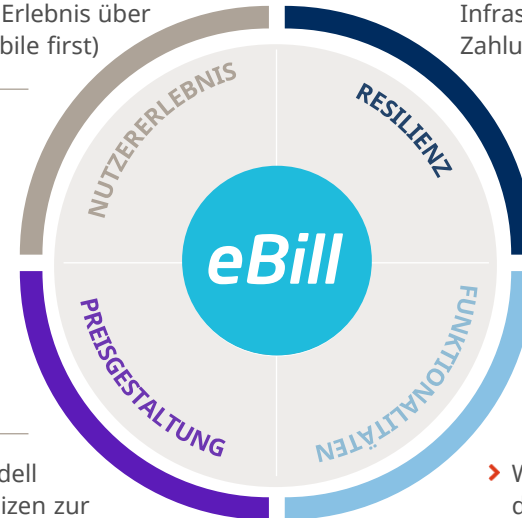 Erlebnis über
bile first)
Infras
Zahlu
NUTZERERLEBNIS
RESILIENZ
eBill
PREISGESTALTUNG
FUNKTIONALITÄTEN
dell
izen zur